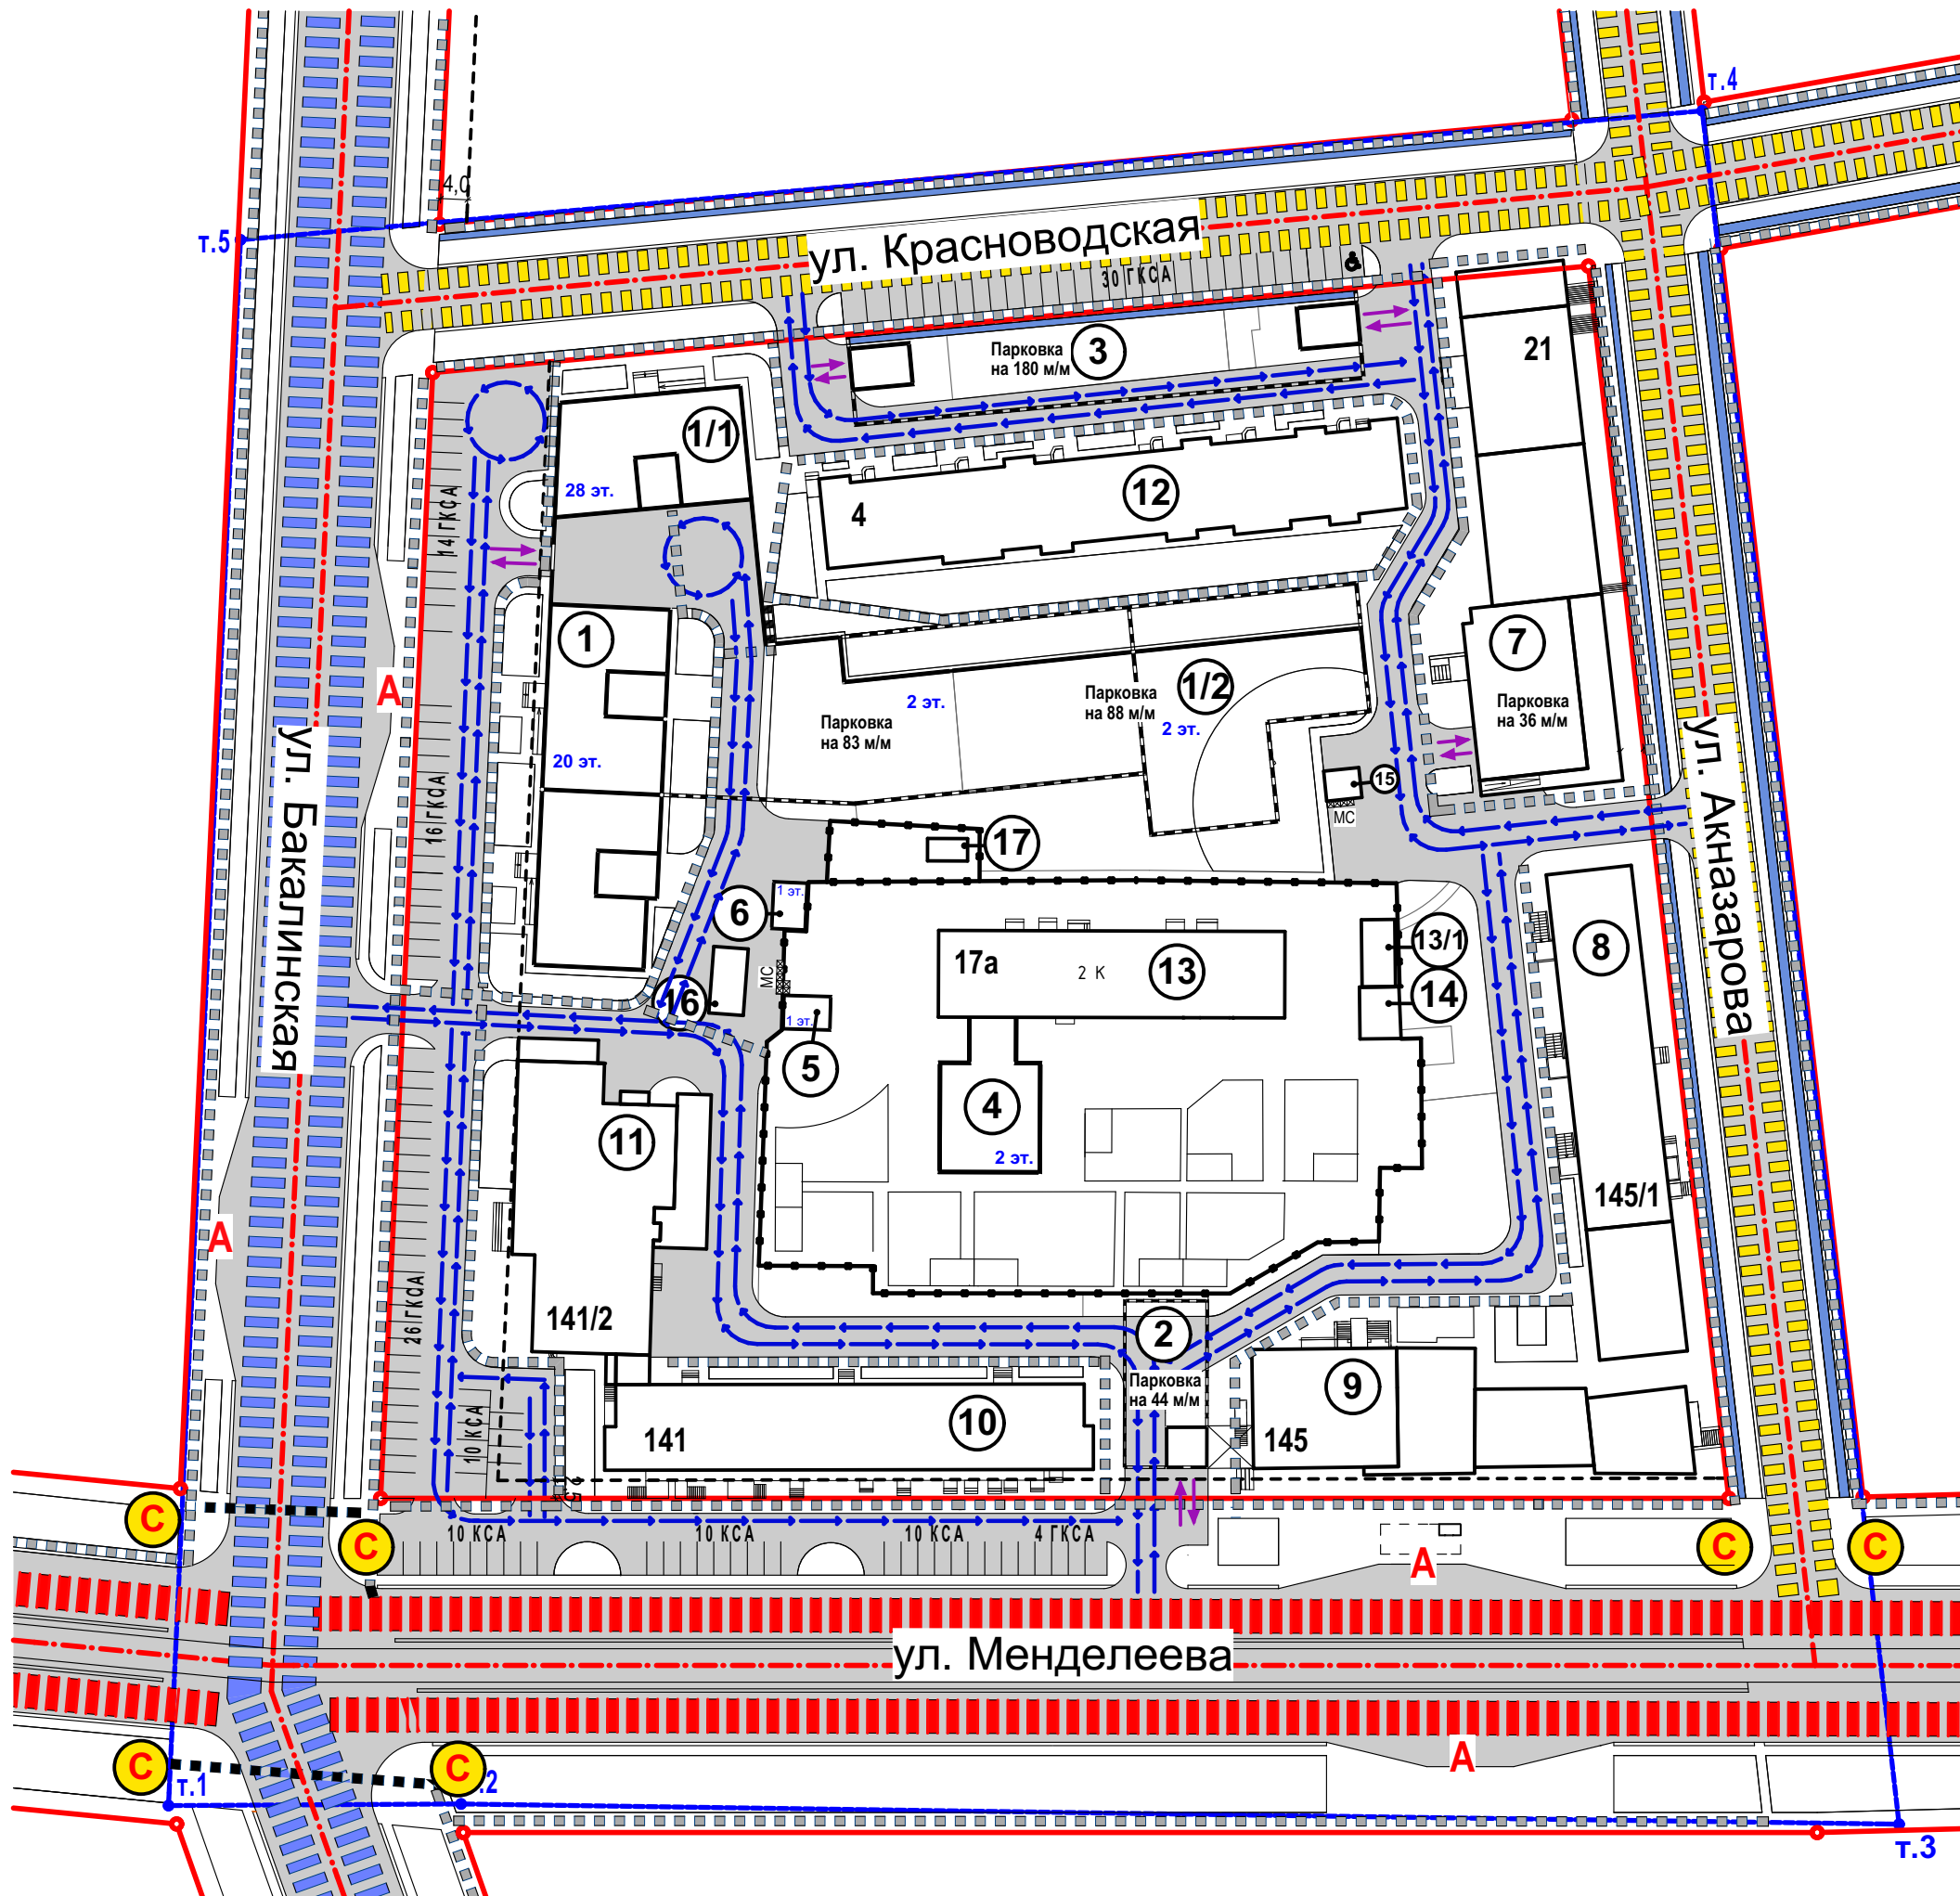 т.4
4,0
т.5
ул. Красноводская
30 ГКСА
Парковка
на 180 м/м
3
21
1/1
28 эт.
14 ГКСА
12
4
1
7
1/2
Парковка
на 83 м/м
2 эт.
Парковка
на 88 м/м
2 эт.
Парковка
на 36 м/м
А
20 эт.
16 ГКСА
15
МС
ул. Бакалинская
ул. Акназарова
17
6
1 эт.
17а
2 К
13
13/1
14
8
МС
16
1 эт.
5
4
2 эт.
11
145/1
А
26 ГКСА
141/2
2
Парковка
на 44 м/м
9
145
10 КСА
141
10
С
С
10 КСА
10 КСА
10 КСА
4 ГКСА
А
С
С
ул. Менделеева
С
т.1
С
.2
А
т.3